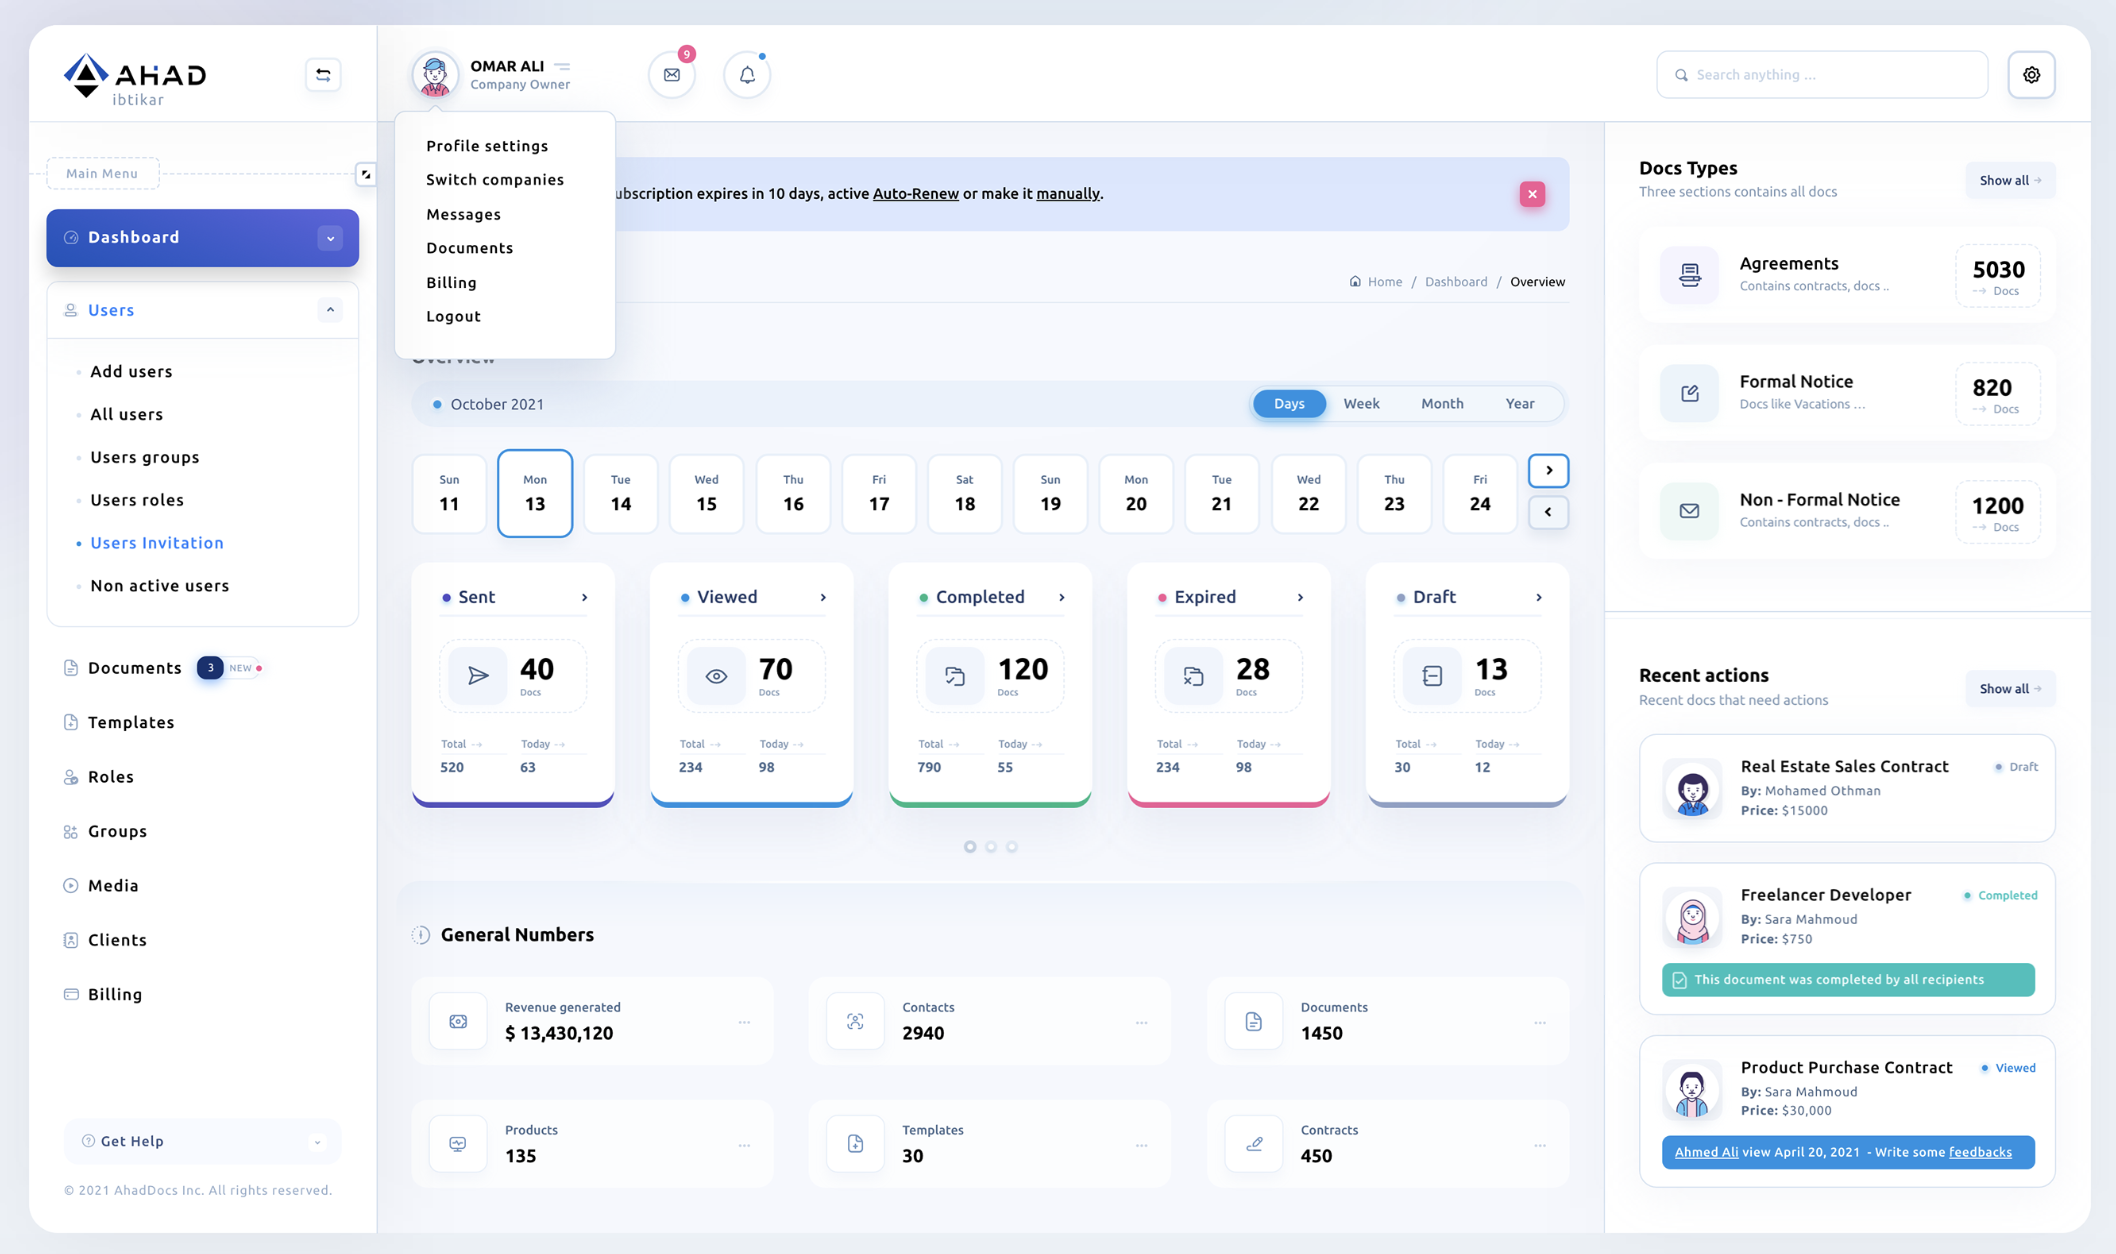 AHAD
ibtikar
OMAR ALI
Company Owner
9
Search anything ...
Main Menu
Dashboard
Users
Add users
All users
Users groups
Users roles
Users Invitation
Non active users
Documents 3 NEW
Templates
Roles
Groups
Media
Clients
Billing
Get Help
© 2021 AhadDocs Inc. All rights reserved.
Profile settings
Switch companies
Messages
Documents
Billing
Logout
ubscription expires in 10 days, active Auto-Renew or make it manually.
Home / Dashboard / Overview
Overview
October 2021
Days Week Month Year
Sun Mon Tue Wed Thu Fri Sat Sun Mon Tue Wed Thu Fri
11 13 14 15 16 17 18 19 20 21 22 23 24
Sent
40
Docs
Total Today
520 63
Viewed
70
Docs
Total Today
234 98
Completed
120
Docs
Total Today
790 55
Expired
28
Docs
Total Today
234 98
Draft
13
Docs
Total Today
30 12
General Numbers
Revenue generated
$ 13,430,120
Contacts
2940
Documents
1450
Products
135
Templates
30
Contracts
450
Docs Types
Three sections contains all docs
Show all
Agreements
Contains contracts, docs ..
5030
Docs
Formal Notice
Docs like Vacations ...
820
Docs
Non - Formal Notice
Contains contracts, docs ..
1200
Docs
Recent actions
Recent docs that need actions
Show all
Real Estate Sales Contract
Draft
By: Mohamed Othman
Price: $15000
Freelancer Developer
Completed
By: Sara Mahmoud
Price: $750
This document was completed by all recipients
Product Purchase Contract
Viewed
By: Sara Mahmoud
Price: $30,000
Ahmed Ali view April 20, 2021 - Write some feedbacks